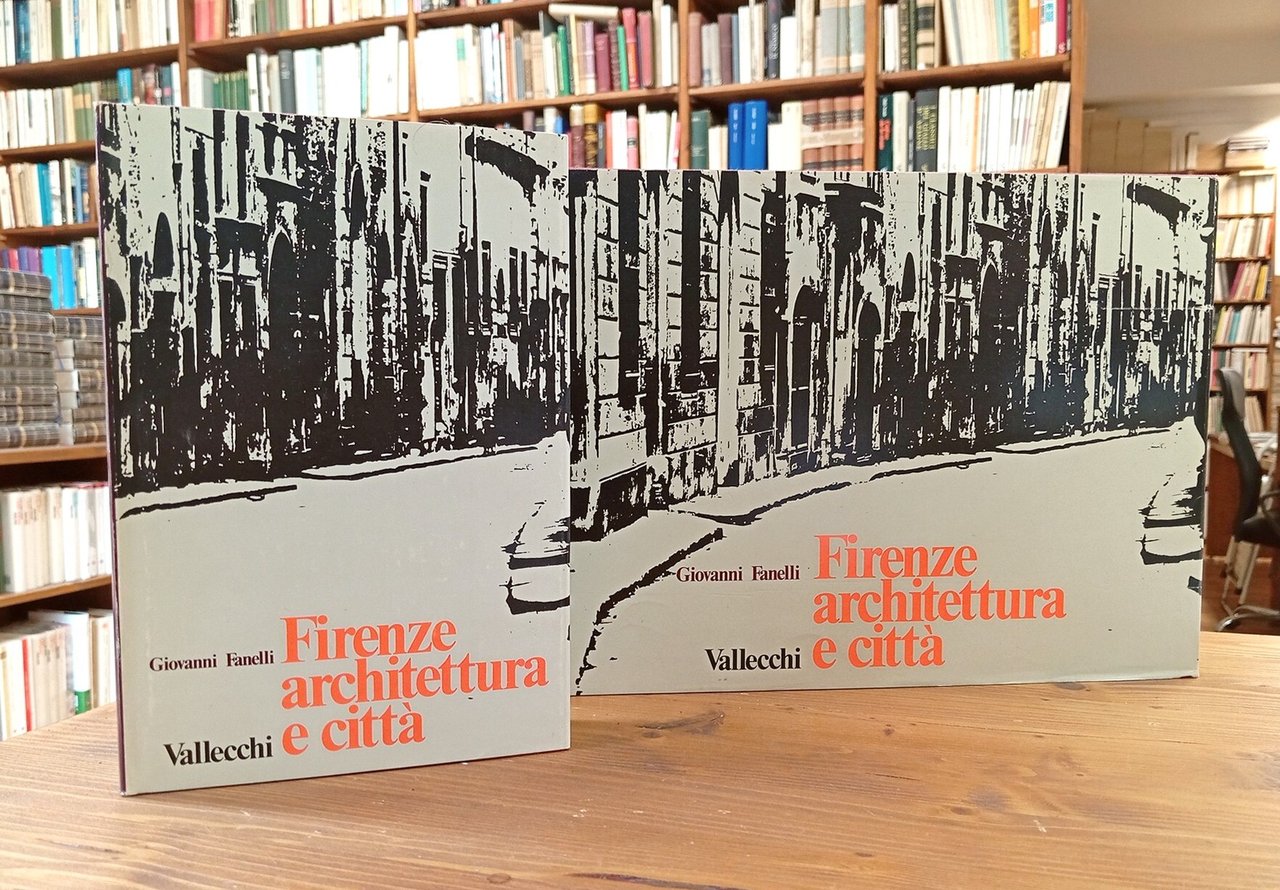 Giovanni Fanelli
Firenze
architettura
e città
Vallecchi
Giovanni Fanelli
Firenze
architettura
e città
Vallecchi